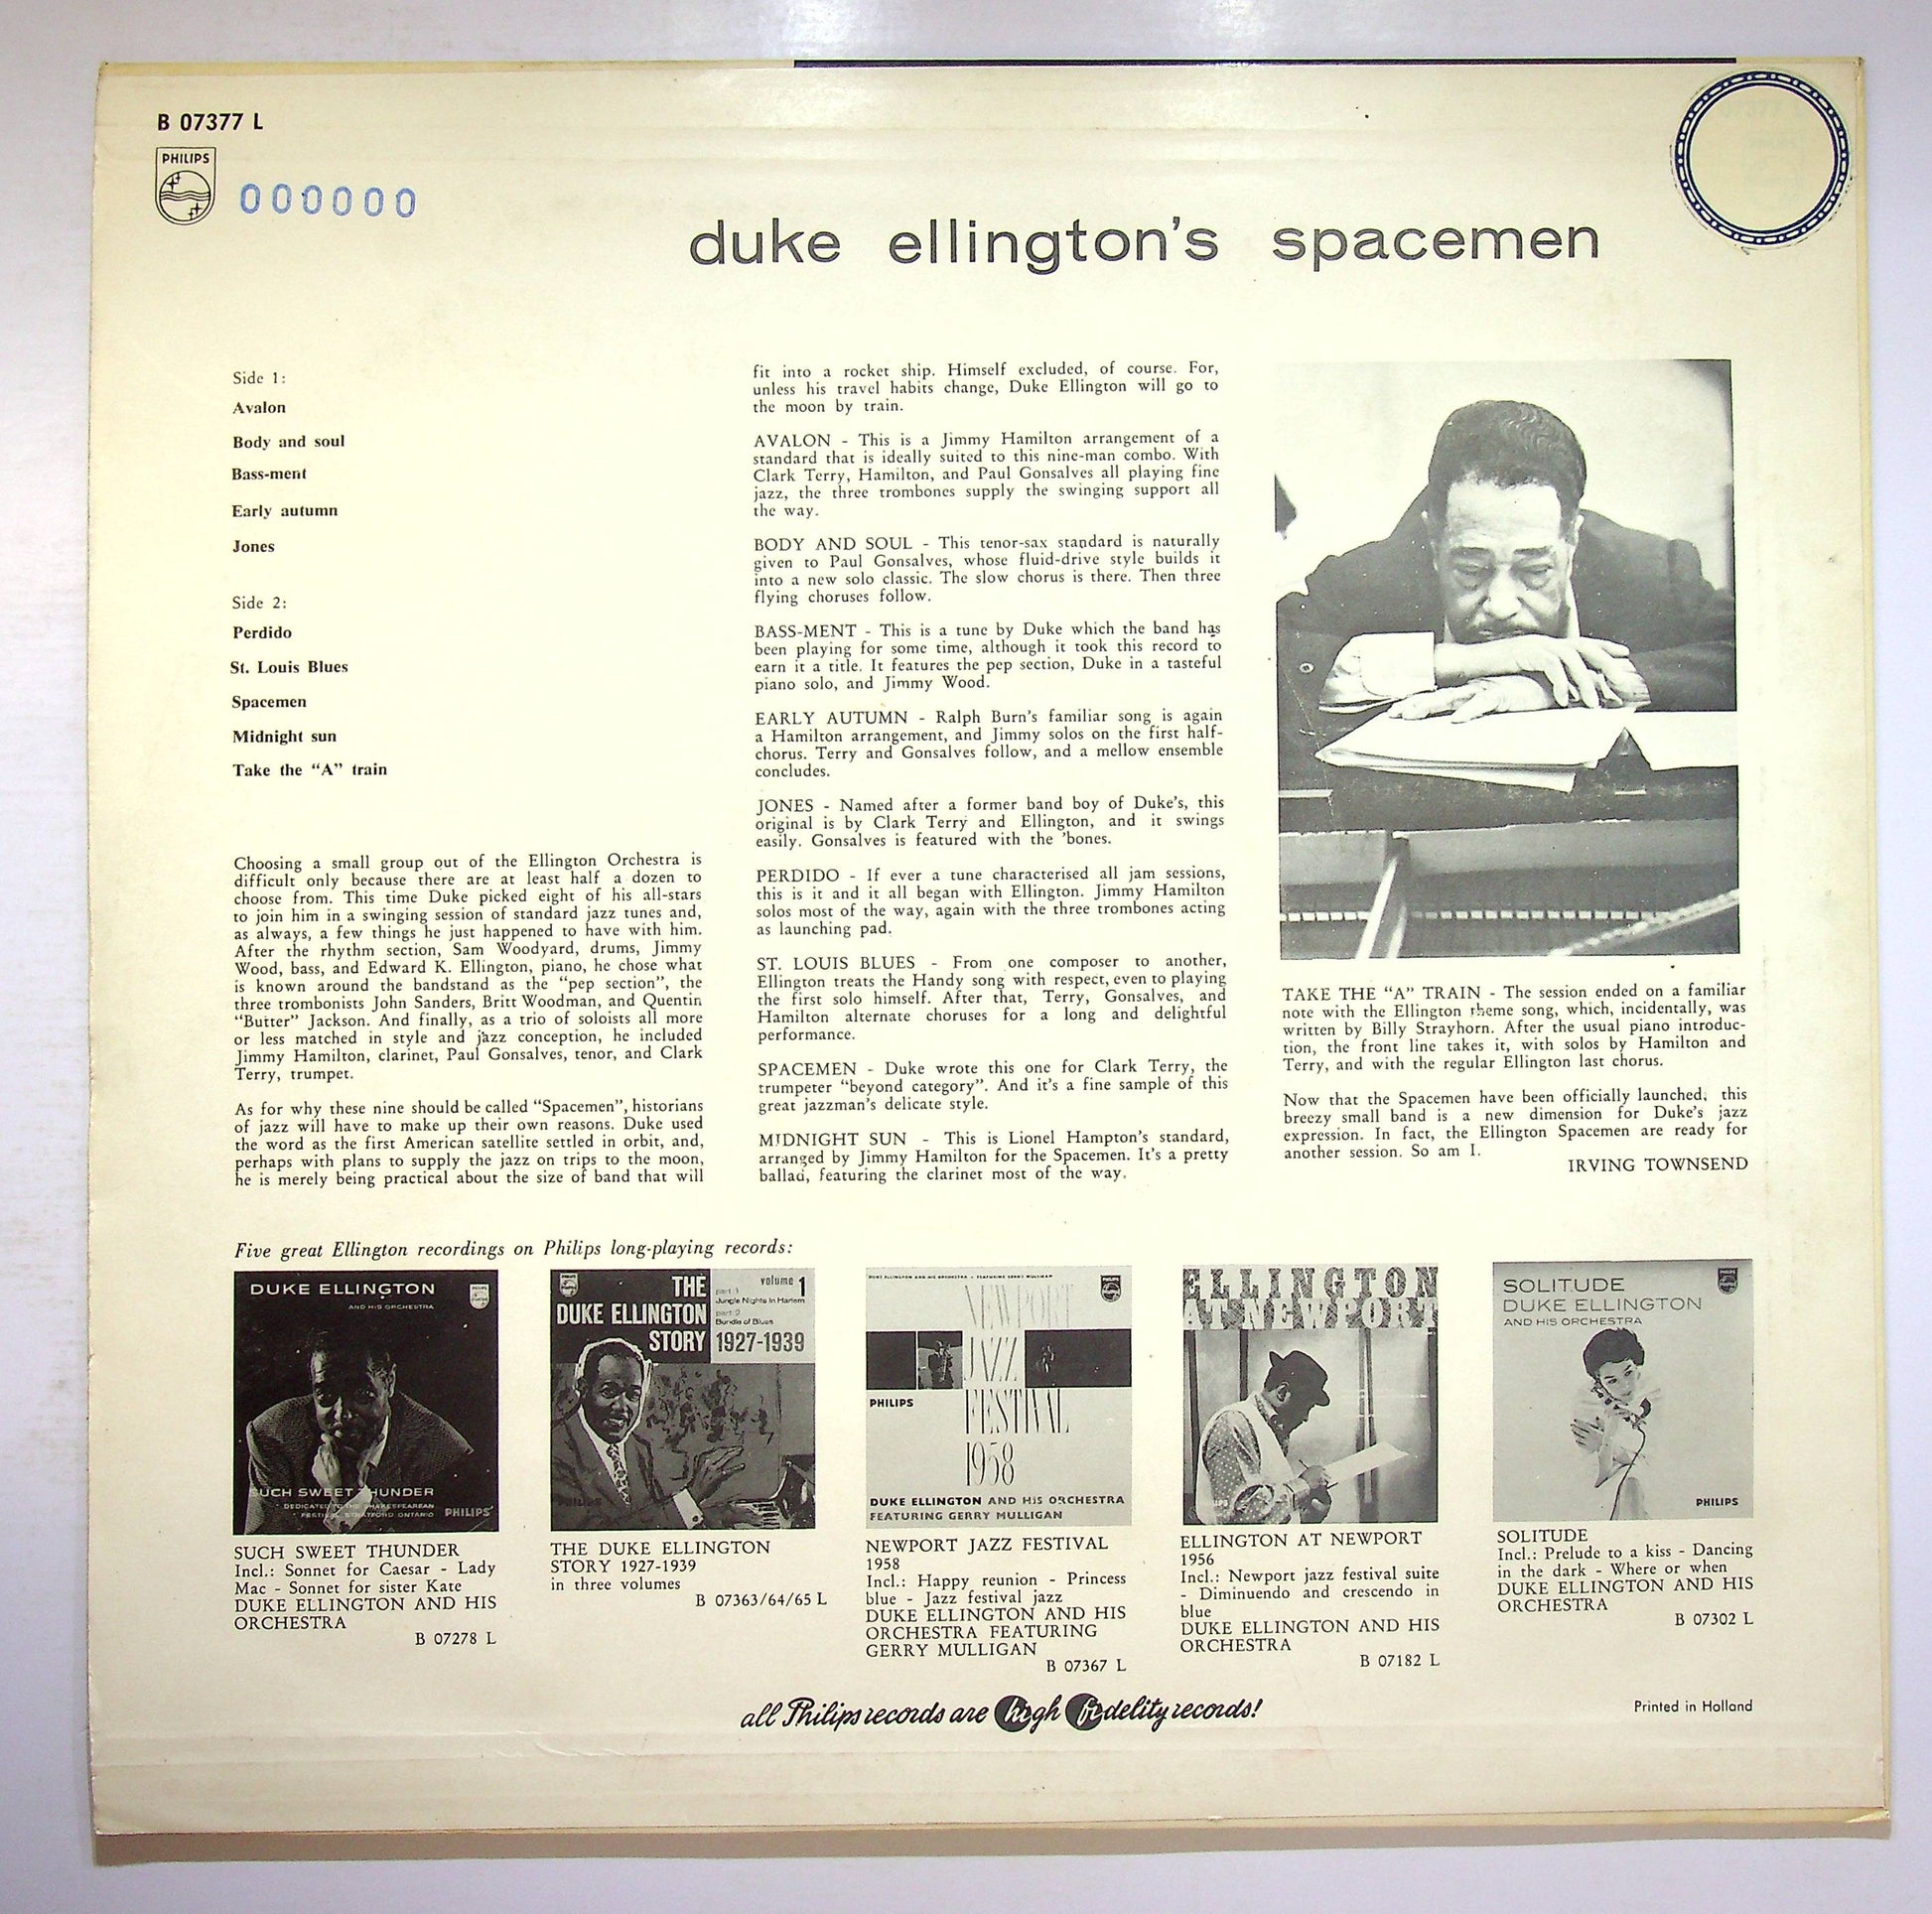 B 07377 L
PHILIPS
000000
duke ellington's spacemen
Side 1:
Avalon
Body and soul
Bass-ment
Early autumn
Jones
Side 2:
Perdido
St. Louis Blues
Spacemen
Midnight sun
Take the “A” train
Choosing a small group out of the Ellington Orchestra is
difficult only because there are at least half a dozen to
choose from. This time Duke picked eight of his all-stars
to join him in a swinging session of standard jazz tunes and,
as always, a few things he just happened to have with him.
After the rhythm section, Sam Woodyard, drums, Jimmy
Wood, bass, and Edward K. Ellington, piano, he chose what
is known around the bandstand as the “pep section”, the
three trombonists John Sanders, Britt Woodman, and Quentin
“Butter” Jackson. And finally, as a trio of soloists all more
or less matched in style and jazz conception, he included
Jimmy Hamilton, clarinet, Paul Gonsalves, tenor, and Clark
Terry, trumpet.
As for why these nine should be called “Spacemen”, historians
of jazz will have to make up their own reasons. Duke used
the word as the first American satellite settled in orbit, and,
perhaps with plans to supply the jazz on trips to the moon,
he is merely being practical about the size of band that will
fit into a rocket ship. Himself excluded, of course. For,
unless his travel habits change, Duke Ellington will go to
the moon by train.
AVALON - This is a Jimmy Hamilton arrangement of a
standard that is ideally suited to this nine-man combo. With
Clark Terry, Hamilton, and Paul Gonsalves all playing fine
jazz, the three trombones supply the swinging support all
the way.
BODY AND SOUL - This tenor-sax standard is naturally
given to Paul Gonsalves, whose fluid-drive style builds it
into a new solo classic. The slow chorus is there. Then three
flying choruses follow.
BASS-MENT - This is a tune by Duke which the band has
been playing for some time, although it took this record to
earn it a title. It features the pep section, Duke in a tasteful
piano solo, and Jimmy Wood.
EARLY AUTUMN - Ralph Burn's familiar song is again
a Hamilton arrangement, and Jimmy solos on the first half-
chorus. Terry and Gonsalves follow, and a mellow ensemble
concludes.
JONES - Named after a former band boy of Duke's, this
original is by Clark Terry and Ellington, and it swings
easily. Gonsalves is featured with the 'bones.
PERDIDO - If ever a tune characterised all jam sessions,
this is it and it all began with Ellington. Jimmy Hamilton
solos most of the way, again with the three trombones acting
as launching pad.
ST. LOUIS BLUES - From one composer to another,
Ellington treats the Handy song with respect, even to playing
the first solo himself. After that, Terry, Gonsalves, and
Hamilton alternate choruses for a long and delightful
performance.
SPACEMEN - Duke wrote this one for Clark Terry, the
trumpeter “beyond category”. And it's a fine sample of this
great jazzman's delicate style.
MIDNIGHT SUN - This is Lionel Hampton's standard,
arranged by Jimmy Hamilton for the Spacemen. It's a pretty
ballad, featuring the clarinet most of the way.
TAKE THE “A” TRAIN - The session ended on a familiar
note with the Ellington theme song, which, incidentally, was
written by Billy Strayhorn. After the usual piano introduc-
tion, the front line takes it, with solos by Hamilton and
Terry, and with the regular Ellington last chorus.
Now that the Spacemen have been officially launched, this
breezy small band is a new dimension for Duke's jazz
expression. In fact, the Ellington Spacemen are ready for
another session. So am I.
IRVING TOWNSEND
Five great Ellington recordings on Philips long-playing records:
DUKE ELLINGTON
AND HIS ORCHESTRA
SUCH SWEET THUNDER
DEDICATED TO THE SHAKESPEAREAN
FESTIVAL STRATFORD ONTARIO
PHILIPS
SUCH SWEET THUNDER
Incl.: Sonnet for Caesar - Lady
Mac - Sonnet for sister Kate
DUKE ELLINGTON AND HIS
ORCHESTRA
B 07278 L
THE
DUKE ELLINGTON
STORY
volume 1
part 1
Jungle Nights in Harlem
part 2
Bundle of Blues
1927-1939
THE DUKE ELLINGTON
STORY 1927-1939
in three volumes
B 07363/64/65 L
DUKE ELLINGTON AND HIS ORCHESTRA • FEATURING GERRY MULLIGAN
NEWPORT
JAZZ
FESTIVAL
1958
PHILIPS
DUKE ELLINGTON AND HIS ORCHESTRA
FEATURING GERRY MULLIGAN
NEWPORT JAZZ FESTIVAL
1958
Incl.: Happy reunion - Princess
blue - Jazz festival jazz
DUKE ELLINGTON AND HIS
ORCHESTRA FEATURING
GERRY MULLIGAN
B 07367 L
ELLINGTON
AT NEWPORT
ELLINGTON AT NEWPORT
1956
Incl.: Newport jazz festival suite
- Diminuendo and crescendo in
blue
DUKE ELLINGTON AND HIS
ORCHESTRA
B 07182 L
SOLITUDE
DUKE ELLINGTON
AND HIS ORCHESTRA
PHILIPS
SOLITUDE
Incl.: Prelude to a kiss - Dancing
in the dark - Where or when
DUKE ELLINGTON AND HIS
ORCHESTRA
B 07302 L
all Philips records are high fidelity records!
Printed in Holland